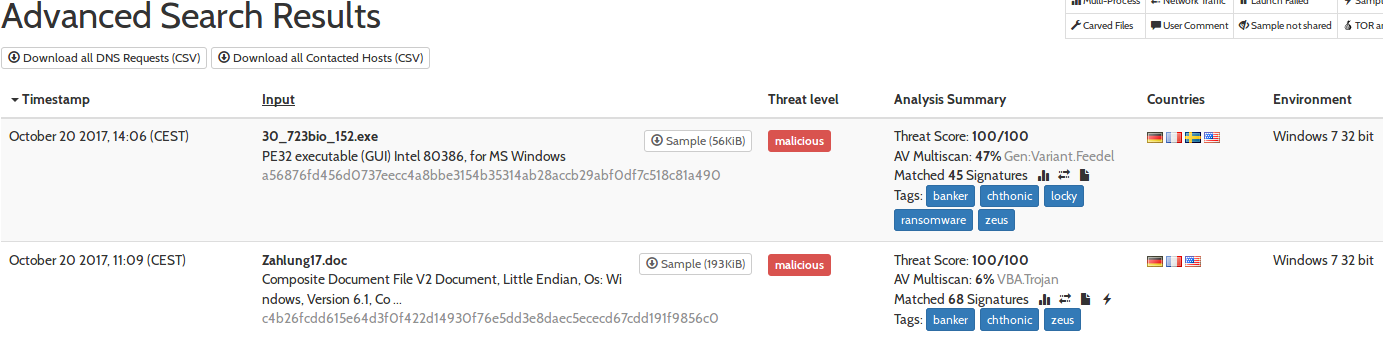 Advanced Search Results
Multi-Process Network Traffic Launch Failed
Carved Files User Comment Sample not shared TOR
Download all DNS Requests (CSV) Download all Contacted Hosts (CSV)
Timestamp Input Threat level Analysis Summary Countries Environment
October 20 2017, 14:06 (CEST)
30_723bio_152.exe
Sample (56KiB)
PE32 executable (GUI) Intel 80386, for MS Windows
a56876fd456d0737eecc4a8bbe3154b35314ab28accb29abf0df7c518c81a490
malicious
Threat Score: 100/100
AV Multiscan: 47% Gen:Variant.Feedel
Matched 45 Signatures
Tags: banker chthonic locky
ransomware zeus
Windows 7 32 bit
October 20 2017, 11:09 (CEST)
Zahlung17.doc
Sample (193KiB)
Composite Document File V2 Document, Little Endian, Os: Wi
ndows, Version 6.1, Co ...
c4b26fcdd615e64d3f0f422d14930f76e5dd3e8daec5ececd67cdd191f9856c0
malicious
Threat Score: 100/100
AV Multiscan: 6% VBA.Trojan
Matched 68 Signatures
Tags: banker chthonic zeus
Windows 7 32 bit